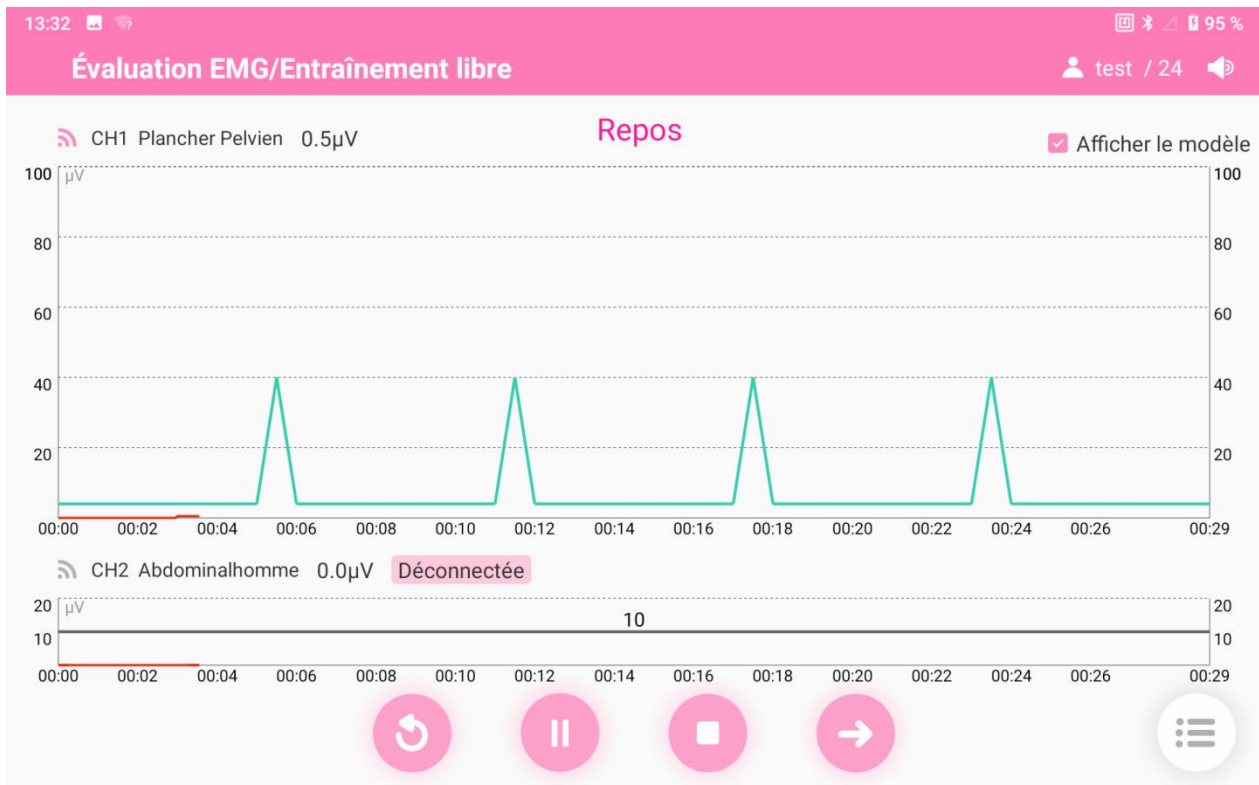 13:32 95 %
Évaluation EMG/Entraînement libre test / 24
CH1 Plancher Pelvien 0.5µV Repos Afficher le modèle
100 µV 100
80 80
60 60
40 40
20 20
00:00 00:02 00:04 00:06 00:08 00:10 00:12 00:14 00:16 00:18 00:20 00:22 00:24 00:26 00:29
CH2 Abdominalhomme 0.0µV Déconnectée
20 µV 20
10
10 10
00:00 00:02 00:04 00:06 00:08 00:10 00:12 00:14 00:16 00:18 00:20 00:22 00:24 00:26 00:29